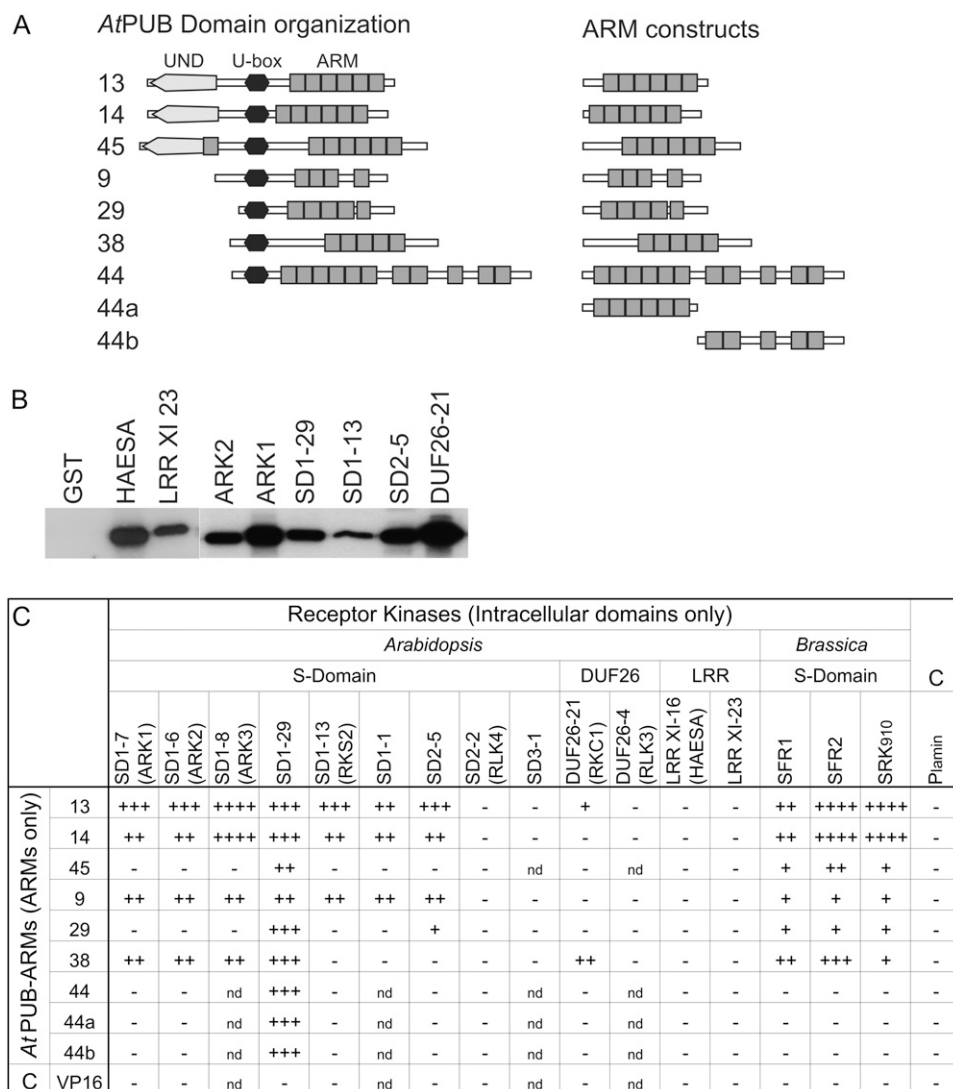 A
AtPUB Domain organization
ARM constructs
UND U-box ARM
13
14
45
9
29
38
44
44a
44b
B
GST
HAESA
LRR XI 23
ARK2
ARK1
SD1-29
SD1-13
SD2-5
DUF26-21
C
Receptor Kinases (Intracellular domains only)
Arabidopsis Brassica
S-Domain DUF26 LRR S-Domain C
SD1-7 (ARK1)
SD1-6 (ARK2)
SD1-8 (ARK3)
SD1-29
SD1-13 (RKS2)
SD1-1
SD2-5
SD2-2 (RLK4)
SD3-1
DUF26-21 (RKC1)
DUF26-4 (RLK3)
LRR XI-16 (HAESA)
LRR XI-23
SFR1
SFR2
SRK910
Plamin
AtPUB-ARMs (ARMs only)
13 +++ +++ ++++ +++ +++ ++ +++ - - + - - - ++ ++++ ++++ -
14 ++ ++ ++++ +++ ++ ++ ++ - - - - - - ++ ++++ ++++ -
45 - - - ++ - - - - nd - nd - - + ++ + -
9 ++ ++ ++ ++ ++ ++ ++ - - - - - - + + + -
29 - - - +++ - - + - - - - - - + + + -
38 ++ ++ ++ +++ - - - - - ++ - - - ++ +++ + -
44 - - nd +++ - nd - - nd - nd - - - - - -
44a - - nd +++ - nd - - nd - nd - - - - - -
44b - - nd +++ - nd - - nd - nd - - - - - -
C VP16 - - nd - - nd - - nd - nd - - - - - -